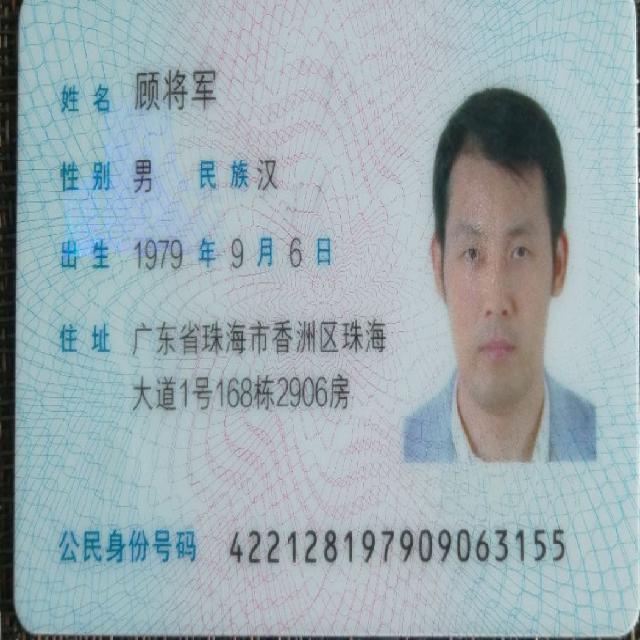 姓名 顾将军
性别 男 民族 汉
出生 1979 年 9 月 6 日
住址 广东省珠海市香洲区珠海
大道1号168栋2906房
公民身份号码 422128197909063155